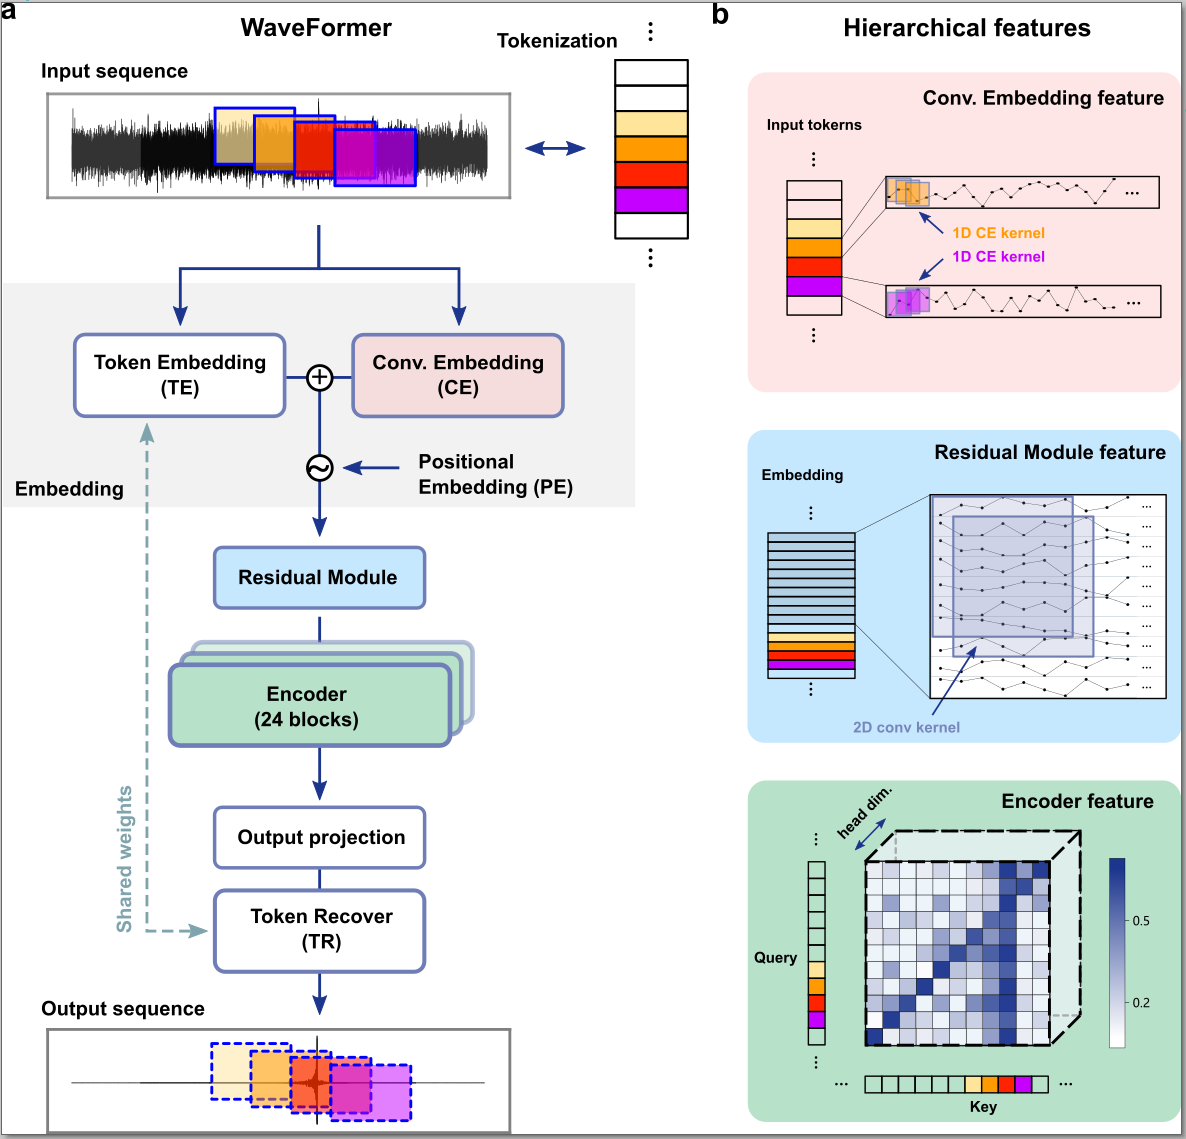 a
WaveFormer
Tokenization
Input sequence
Token Embedding
(TE)
Conv. Embedding
(CE)
Positional
Embedding (PE)
Embedding
Residual Module
Encoder
(24 blocks)
Shared weights
Output projection
Token Recover
(TR)
Output sequence
b
Hierarchical features
Conv. Embedding feature
Input tokerns
1D CE kernel
1D CE kernel
Residual Module feature
Embedding
2D conv kernel
Encoder feature
head dim.
Query
0.5
0.2
Key